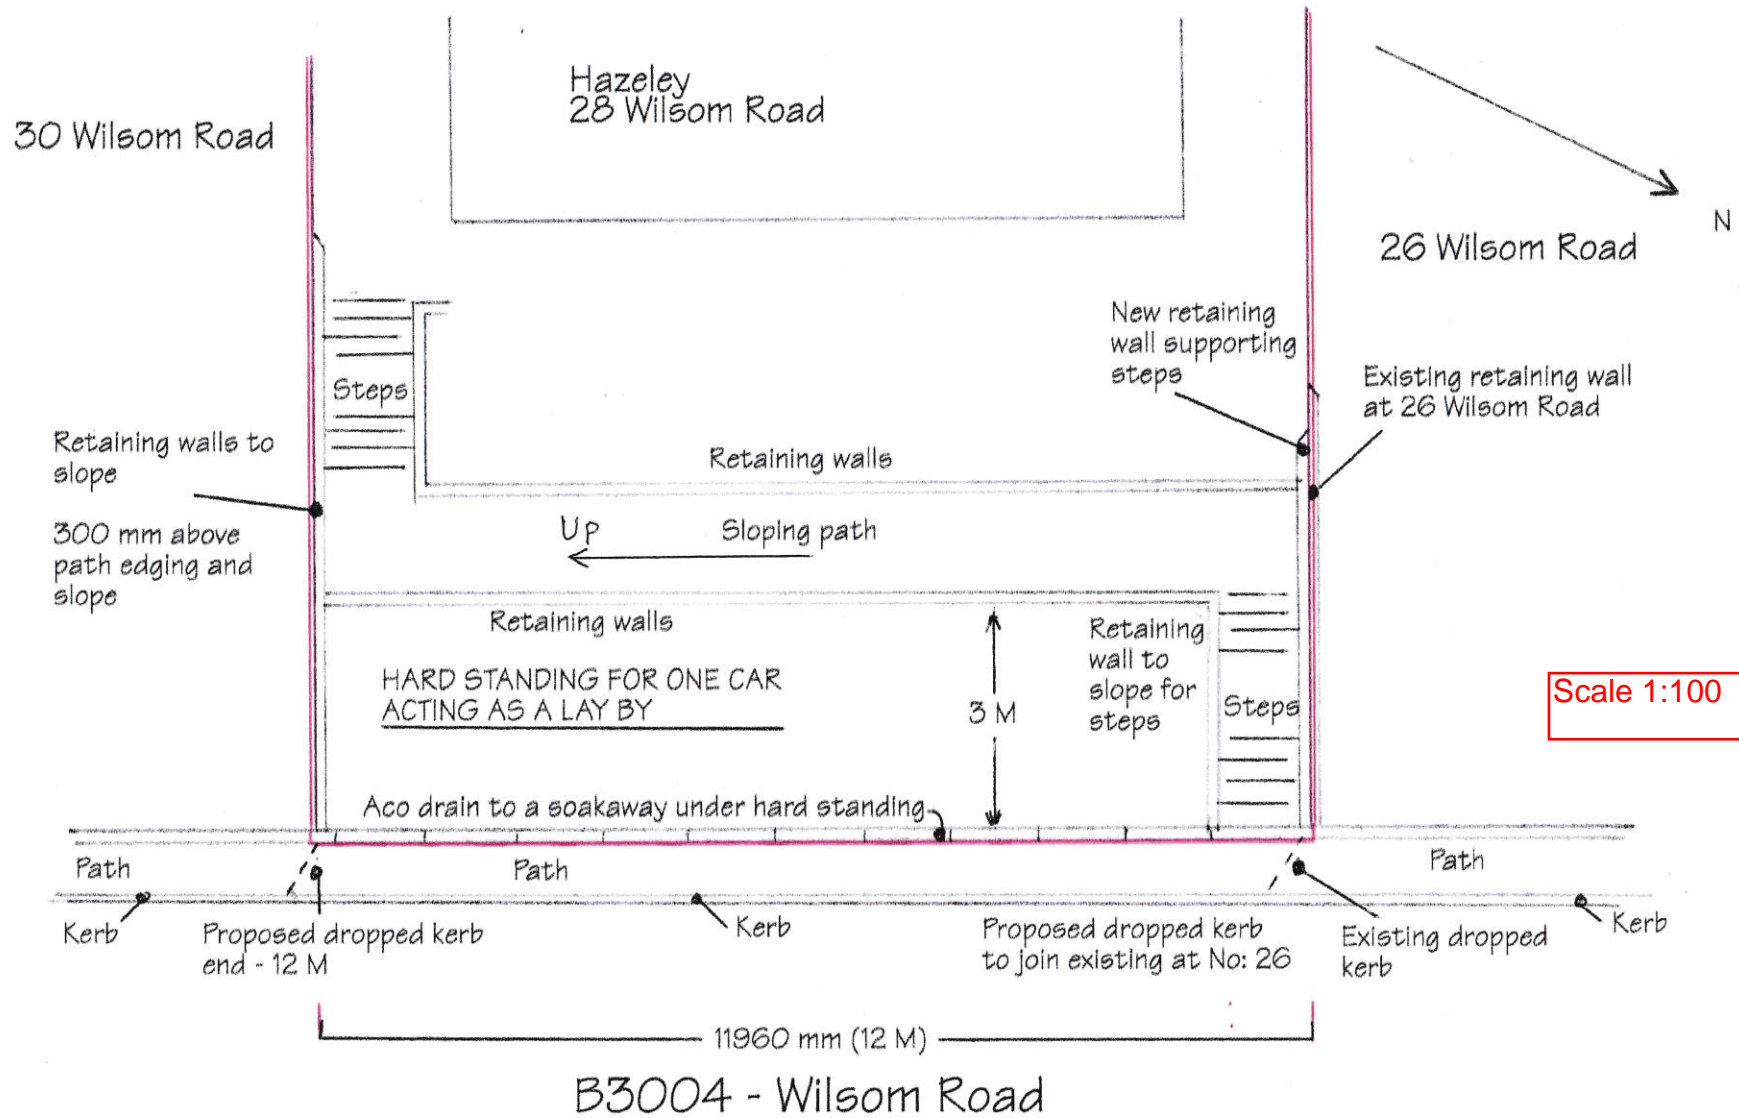 Hazeley
28 Wilsom Road
30 Wilsom Road
N
26 Wilsom Road
New retaining
wall supporting
steps
Existing retaining wall
at 26 Wilsom Road
Steps
Retaining walls to
slope
300 mm above
path edging and
slope
Retaining walls
Up
Sloping path
Retaining walls
Retaining
wall to
slope for
steps
HARD STANDING FOR ONE CAR
ACTING AS A LAY BY
3 M
Steps
Scale 1:100
Aco drain to a soakaway under hard standing
Path
Path
Path
Kerb
Proposed dropped kerb
end - 12 M
Kerb
Proposed dropped kerb
to join existing at No: 26
Existing dropped
kerb
Kerb
11960 mm (12 M)
B3004 - Wilsom Road